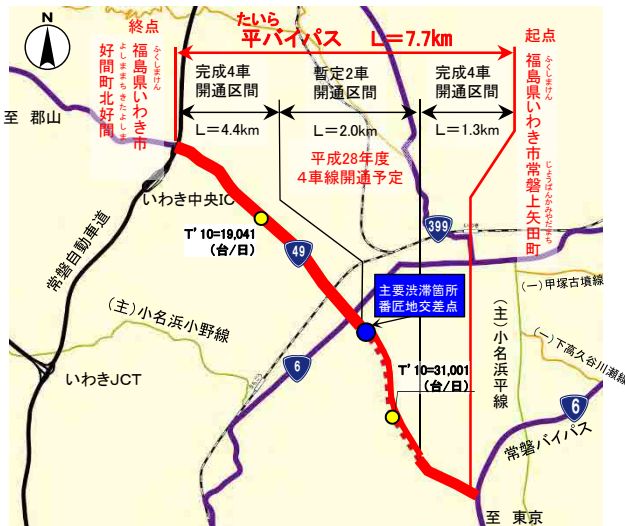 N
終点
ふくしまけん
福島県いわき市
よしままちきたよしま
好間町北好間
たいら
平バイパス L=7.7km
起点
ふくしまけん
福島県いわき市常磐上矢田町
じょうばんかみやだまち
完成4車
開通区間
L=4.4km
暫定2車
開通区間
L=2.0km
平成28年度
4車線開通予定
完成4車
開通区間
L=1.3km
至 郡山
いわき中央IC
常磐自動車道
T'10=19,041
(台/日)
49
399
主要渋滞箇所
番匠地交差点
(主)小名浜小野線
いわきJCT
6
T'10=31,001
(台/日)
(主)小名浜平線
(一)甲塚古墳線
(一)下高久谷川瀬線
6
常磐バイパス
至 東京